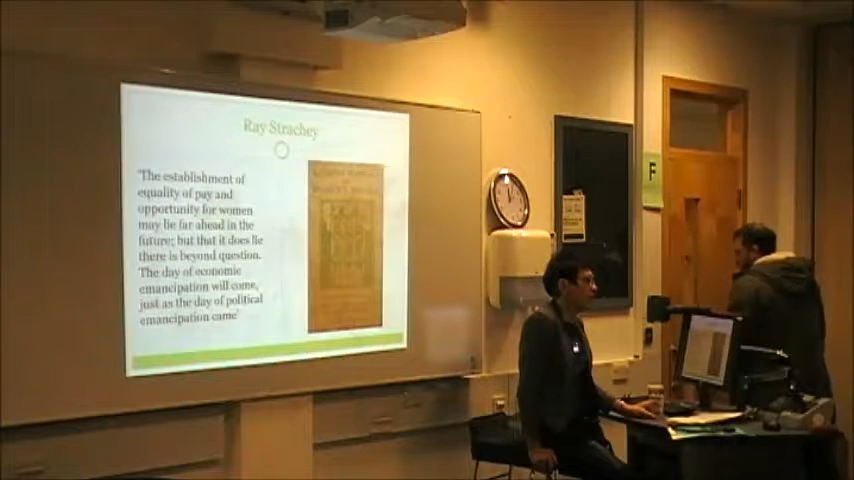 Ray Strachey
'The establishment of
equality of pay and
opportunity for women
may lie far ahead in the
future; but that it does lie
there is beyond question.
The day of economic
emancipation will come,
just as the day of political
emancipation came'
F